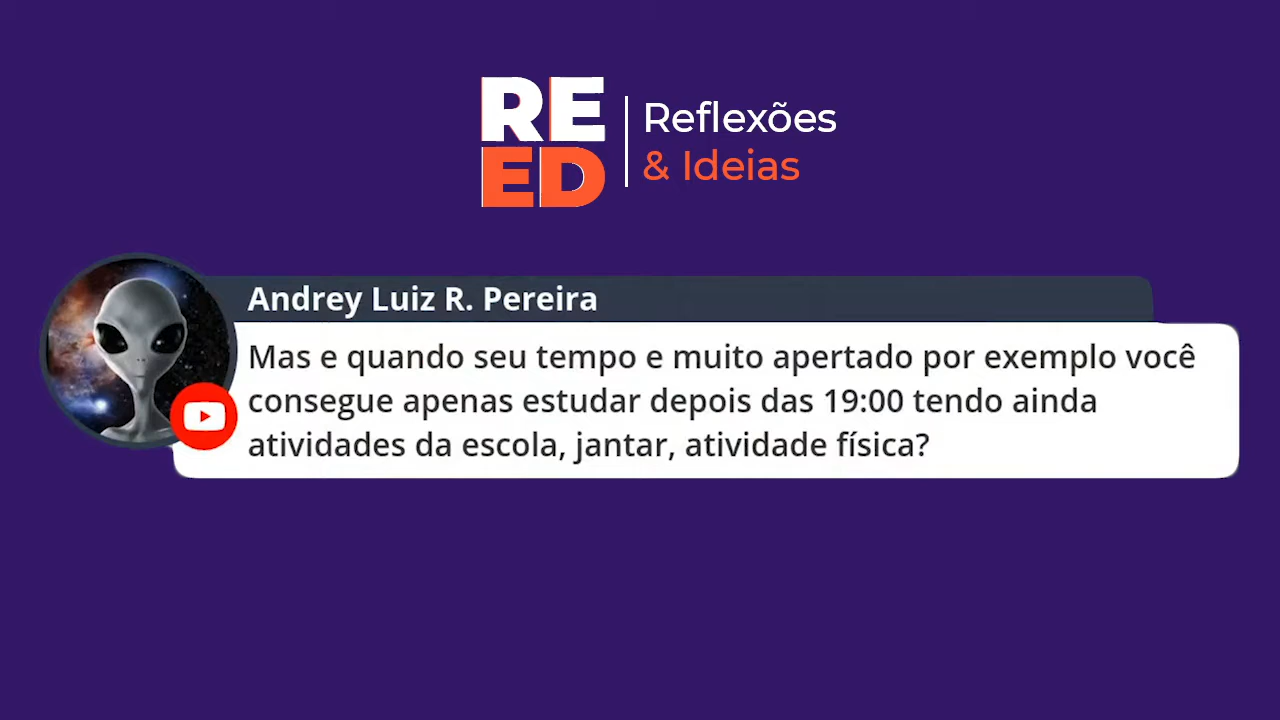 RE
ED
Reflexões
& Ideias
Andrey Luiz R. Pereira
Mas e quando seu tempo e muito apertado por exemplo você
consegue apenas estudar depois das 19:00 tendo ainda
atividades da escola, jantar, atividade física?